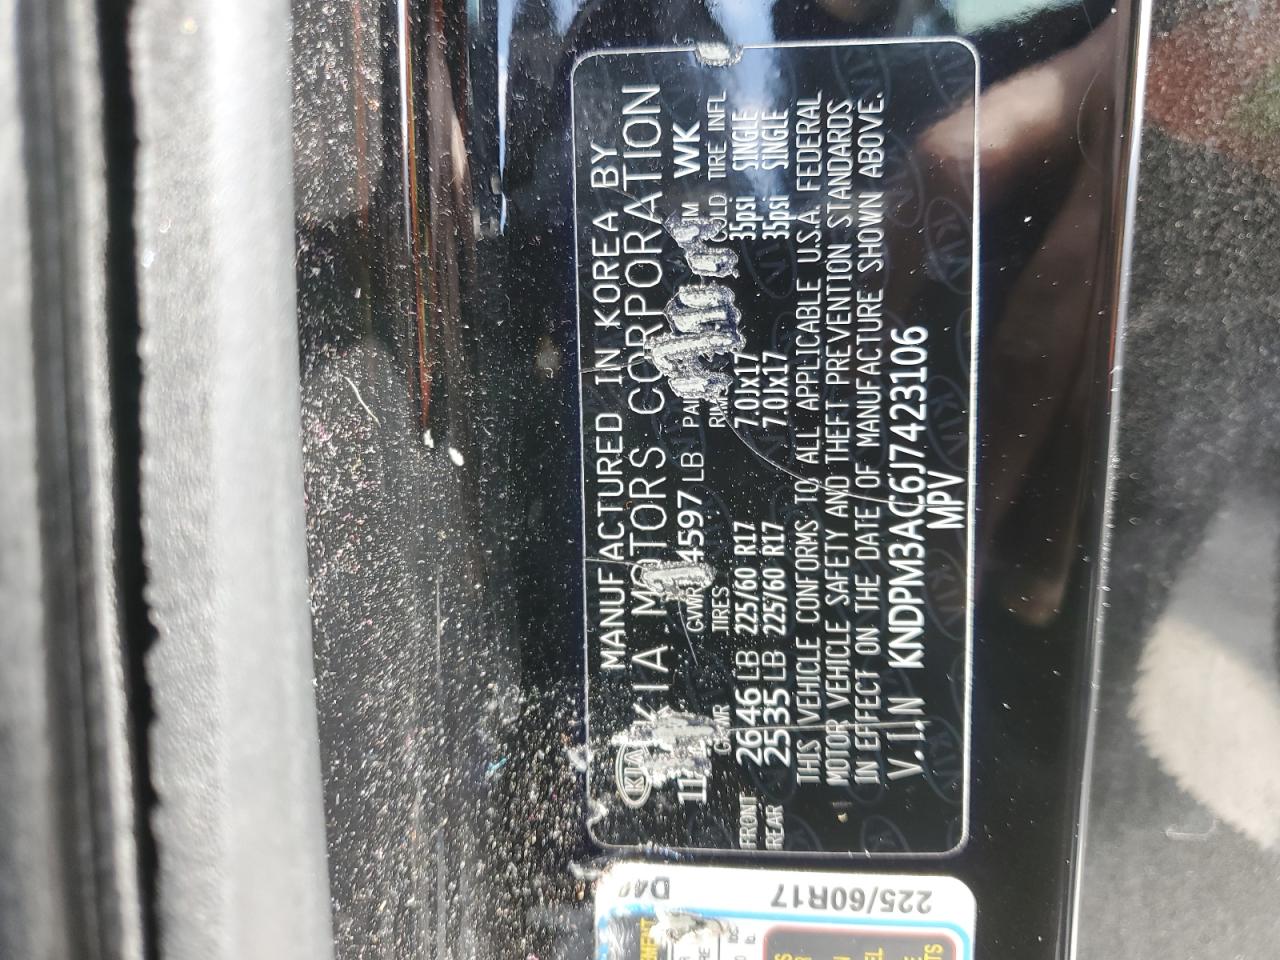 MANUFACTURED IN KOREA BY
KIA KIA MOTORS CORPORATION
GVWR 4597 LB WK
TIRES COLD TIRE INFL
FRONT 2646 LB 225/60 R17 7.0Jx17 35psi SINGLE
REAR 2535 LB 225/60 R17 7.0Jx17 35psi SINGLE
THIS VEHICLE CONFORMS TO ALL APPLICABLE U.S.A. FEDERAL
MOTOR VEHICLE SAFETY AND THEFT PREVENTION STANDARDS
IN EFFECT ON THE DATE OF MANUFACTURE SHOWN ABOVE.
V.I.N KNDPM3AC6J7423106
MPV
225/60R17